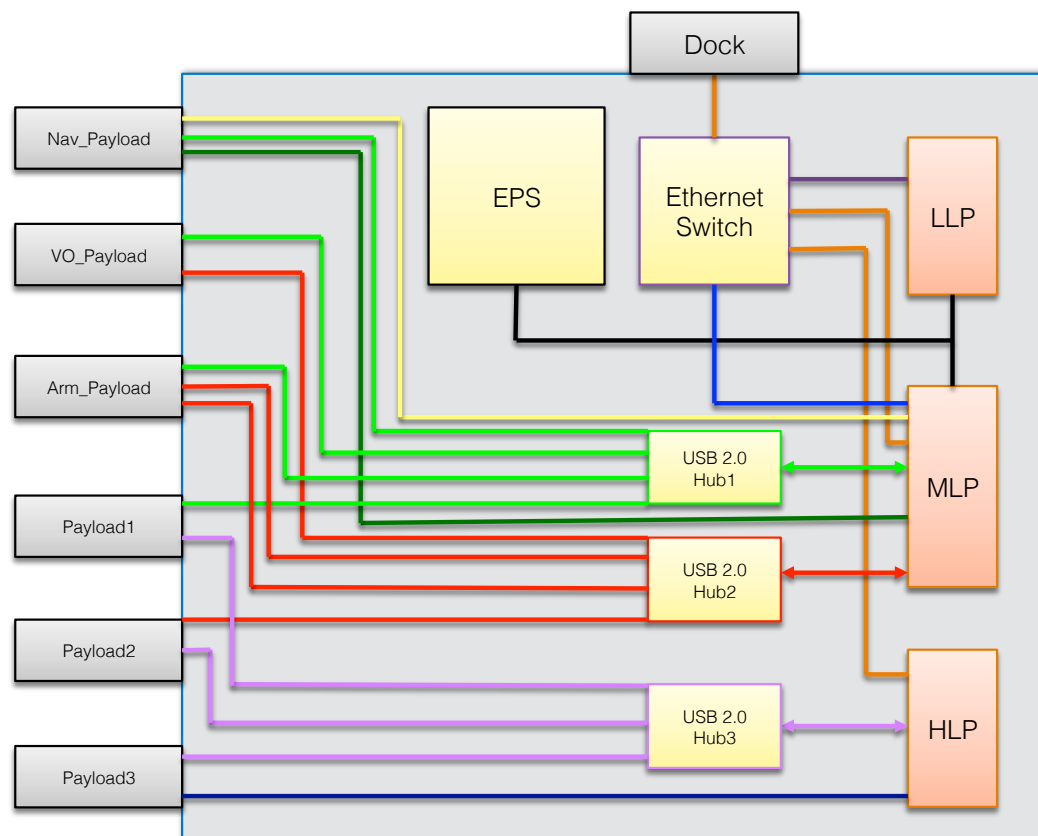 Dock
Nav_Payload
EPS
Ethernet
Switch
LLP
VO_Payload
Arm_Payload
USB 2.0
Hub1
MLP
Payload1
USB 2.0
Hub2
Payload2
USB 2.0
Hub3
HLP
Payload3